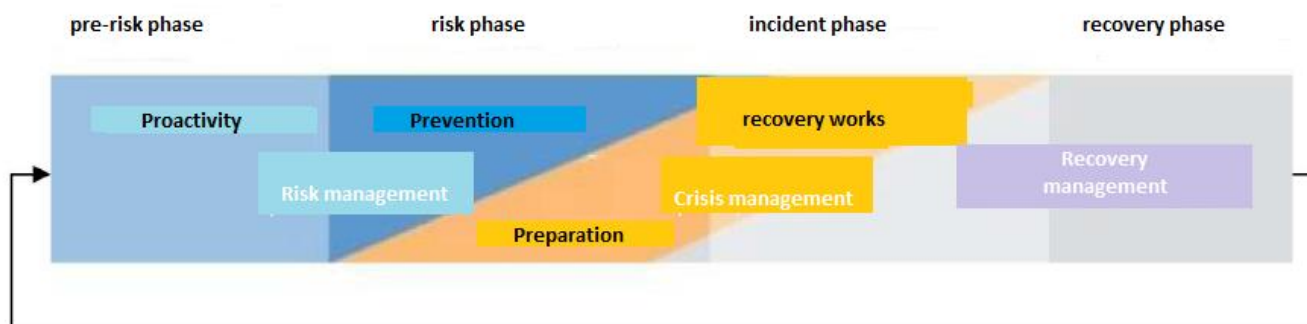 pre-risk phase
risk phase
incident phase
recovery phase
Proactivity
Prevention
recovery works
Risk management
Crisis management
Recovery
management
Preparation